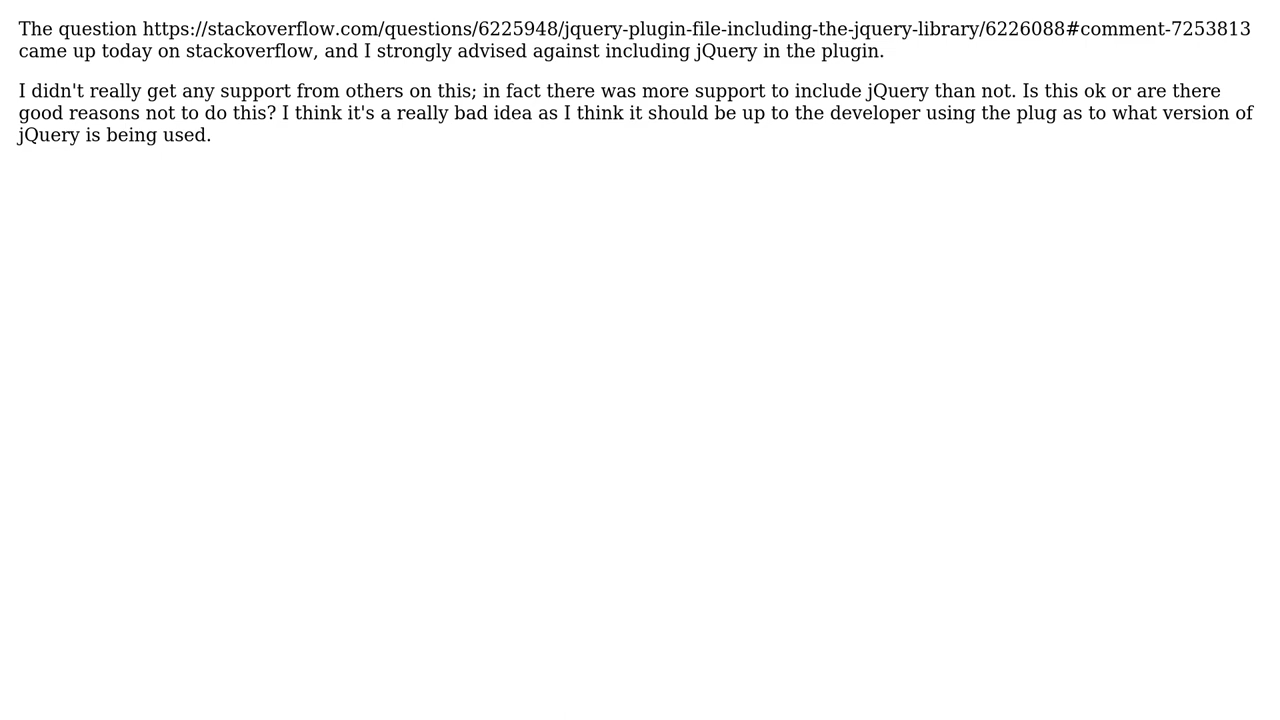 The question https://stackoverflow.com/questions/6225948/jquery-plugin-file-including-the-jquery-library/6226088#comment-7253813
came up today on stackoverflow, and I strongly advised against including jQuery in the plugin.
I didn't really get any support from others on this; in fact there was more support to include jQuery than not. Is this ok or are there
good reasons not to do this? I think it's a really bad idea as I think it should be up to the developer using the plug as to what version of
jQuery is being used.